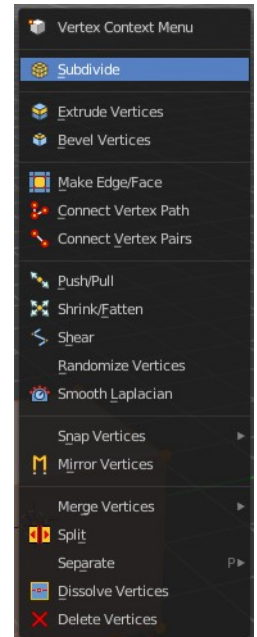 Vertex Context Menu
Subdivide
Extrude Vertices
Bevel Vertices
Make Edge/Face
Connect Vertex Path
Connect Vertex Pairs
Push/Pull
Shrink/Fatten
Shear
Randomize Vertices
Smooth Laplacian
Snap Vertices
Mirror Vertices
Merge Vertices
Split
Separate P
Dissolve Vertices
Delete Vertices